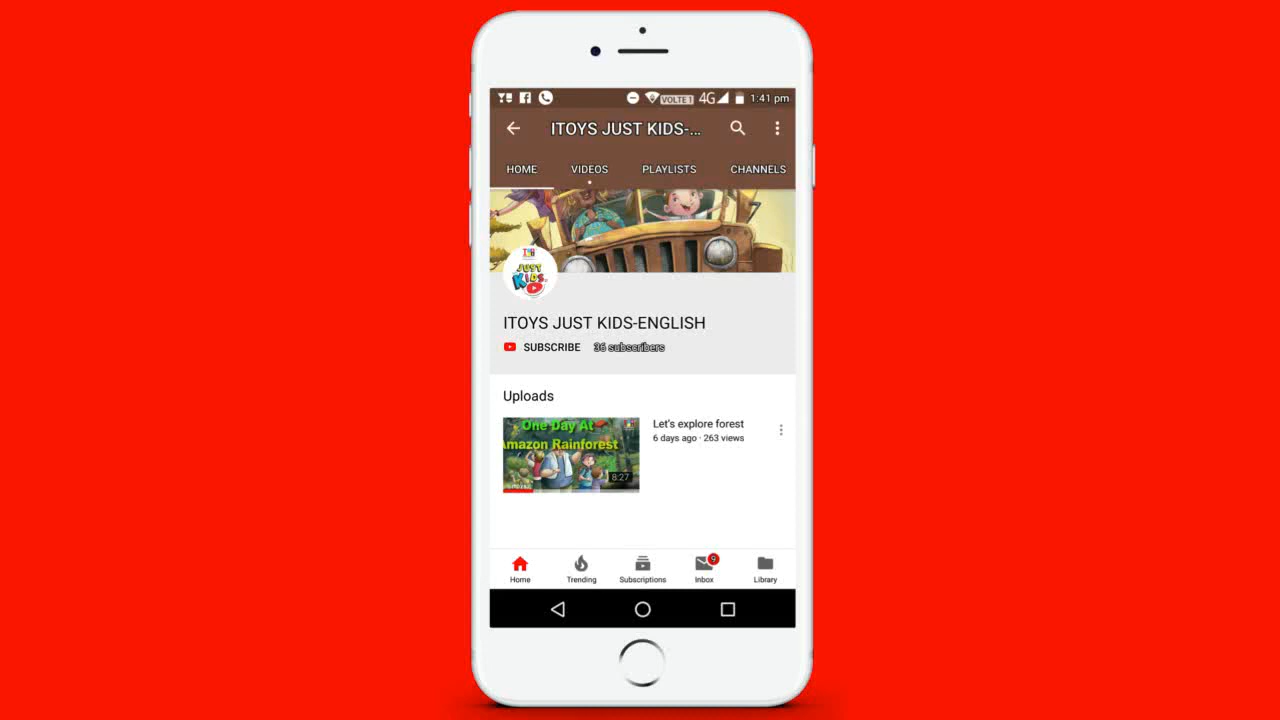 VOLTE 1 4G 1:41 pm
ITOYS JUST KIDS-...
HOME VIDEOS PLAYLISTS CHANNELS
JUST
KIDS
ITOYS JUST KIDS-ENGLISH
SUBSCRIBE 36 subscribers
Uploads
One Day At
Amazon Rainforest
8:27
Let's explore forest
6 days ago · 263 views
Home Trending Subscriptions Inbox Library